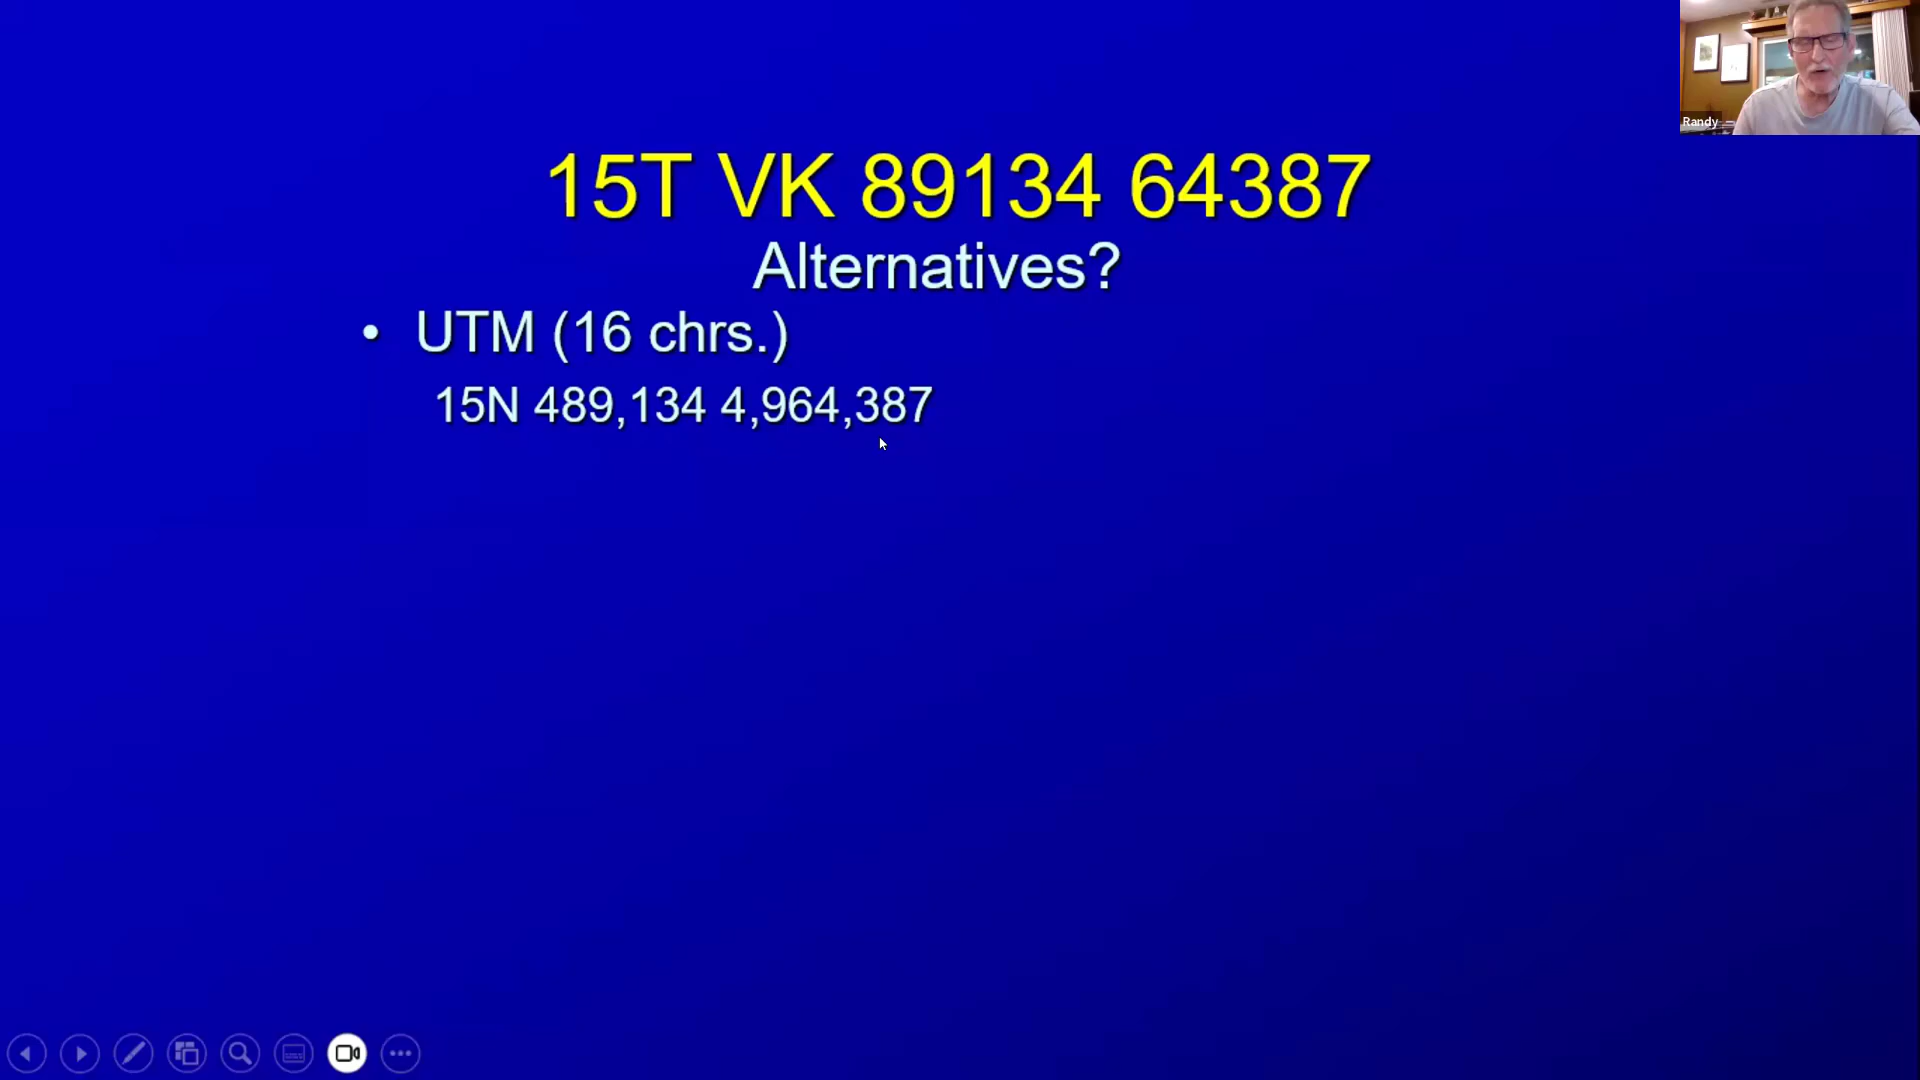 15T VK 89134 64387
Alternatives?
• UTM (16 chrs.)
15N 489,134 4,964,387
Randy